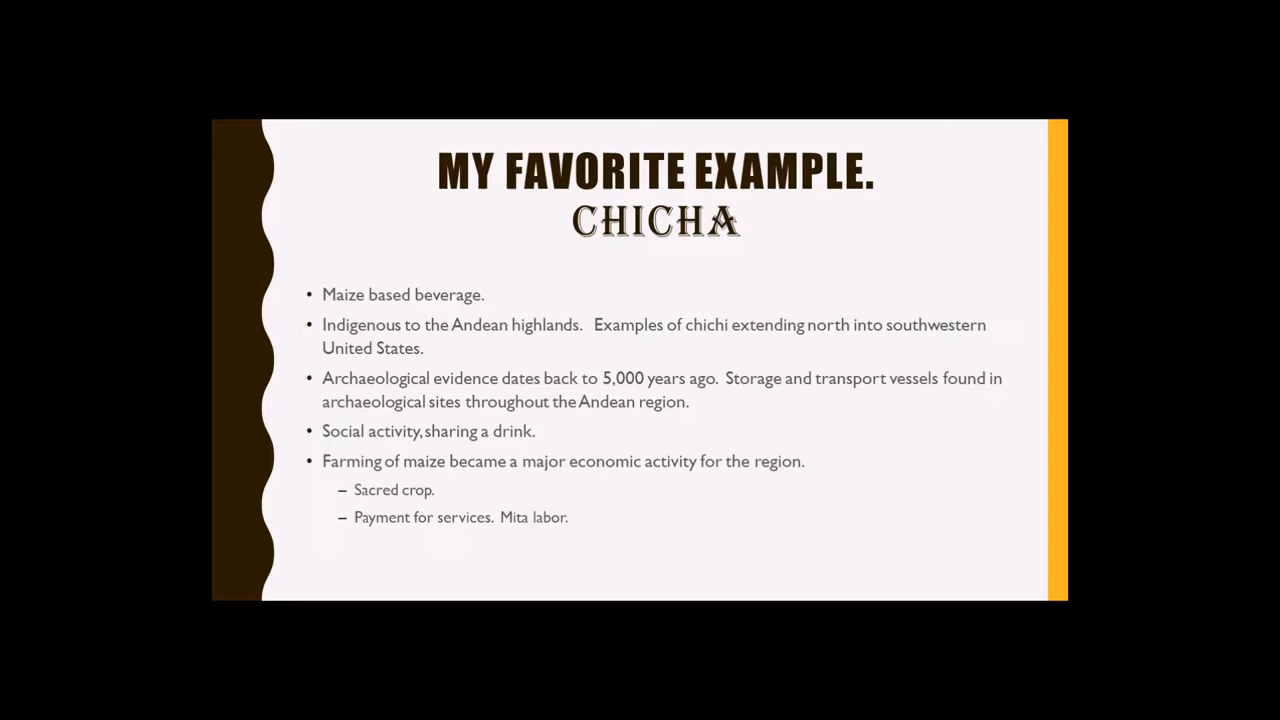 MY FAVORITE EXAMPLE.
CHICHA
• Maize based beverage.
• Indigenous to the Andean highlands. Examples of chichi extending north into southwestern
United States.
• Archaeological evidence dates back to 5,000 years ago. Storage and transport vessels found in
archaeological sites throughout the Andean region.
• Social activity, sharing a drink.
• Farming of maize became a major economic activity for the region.
– Sacred crop.
– Payment for services. Mita labor.